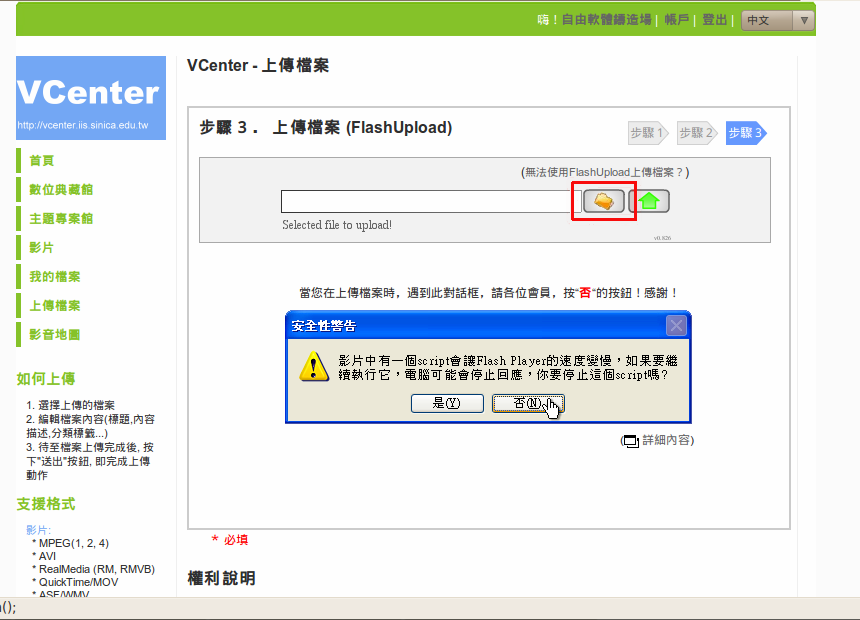 嗨！自由軟體鑄造場 | 帳戶 | 登出 | 中文
VCenter
http://vcenter.iis.sinica.edu.tw
首頁
數位典藏館
主題專案館
影片
我的檔案
上傳檔案
影音地圖
如何上傳
1. 選擇上傳的檔案
2. 編輯檔案內容(標題,內容
描述,分類標籤...)
3. 待至檔案上傳完成後, 按
下"送出"按鈕, 即完成上傳
動作
支援格式
影片:
* MPEG(1, 2, 4)
* AVI
* RealMedia (RM, RMVB)
* QuickTime/MOV
* ASF/WMV
VCenter - 上傳檔案
步驟 3． 上傳檔案 (FlashUpload)
步驟 1 步驟 2 步驟 3
(無法使用FlashUpload上傳檔案？)
Selected file to upload!
v0.826
當您在上傳檔案時，遇到此對話框，請各位會員，按"否"的按鈕！感謝！
安全性警告
影片中有一個script會讓Flash Player的速度變慢，如果要繼
續執行它，電腦可能會停止回應，你要停止這個script嗎?
是(Y) 否(N)
(詳細內容)
* 必填
權利說明
();